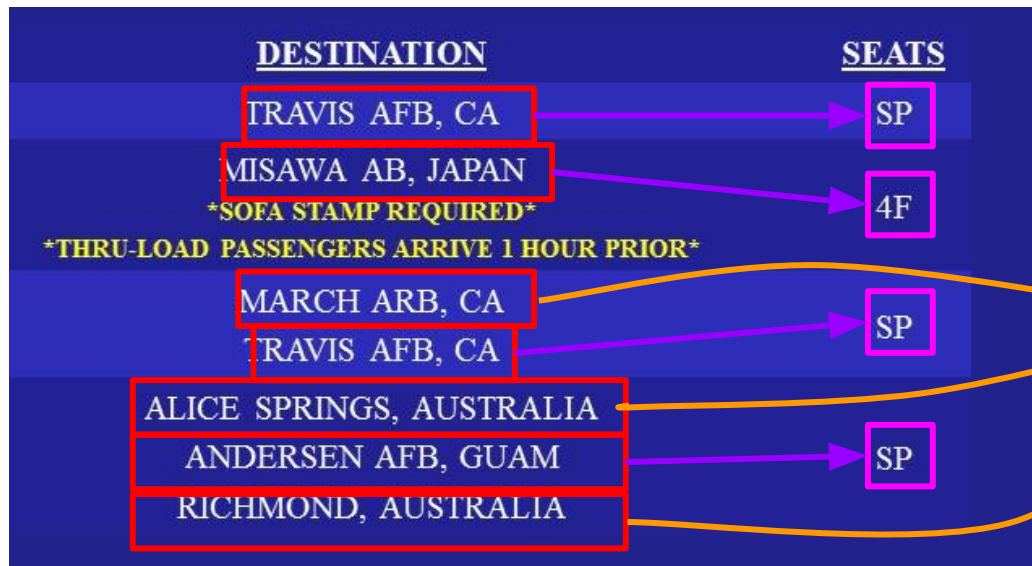 DESTINATION SEATS
TRAVIS AFB, CA SP
MISAWA AB, JAPAN
*SOFA STAMP REQUIRED* 4F
*THRU-LOAD PASSENGERS ARRIVE 1 HOUR PRIOR*
MARCH ARB, CA
SP
TRAVIS AFB, CA
ALICE SPRINGS, AUSTRALIA
ANDERSEN AFB, GUAM SP
RICHMOND, AUSTRALIA